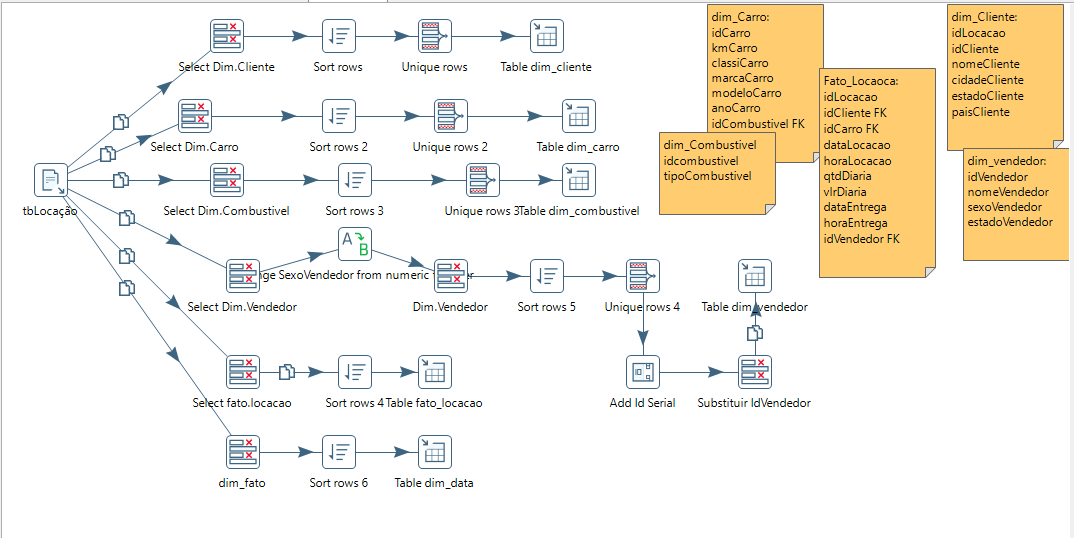 Select Dim.Cliente
Sort rows
Unique rows
Table dim_cliente
Select Dim.Carro
Sort rows 2
Unique rows 2
Table dim_carro
tbLocação
Select Dim.Combustivel
Sort rows 3
Unique rows 3
Table dim_combustivel
A
B
nge SexoVendedor from numeric
Select Dim.Vendedor
Dim.Vendedor
Sort rows 5
Unique rows 4
Table dim_vendedor
Select fato.locacao
Sort rows 4
Table fato_locacao
Add Id Serial
Substituir IdVendedor
dim_fato
Sort rows 6
Table dim_data
dim_Carro:
idCarro
kmCarro
classiCarro
marcaCarro
modeloCarro
anoCarro
idCombustivel FK
dim_Combustivel
idcombustivel
tipoCombustivel
Fato_Locaoca:
idLocacao
idCliente FK
idCarro FK
dataLocacao
horaLocacao
qtdDiaria
vlrDiaria
dataEntrega
horaEntrega
idVendedor FK
dim_Cliente:
idLocacao
idCliente
nomeCliente
cidadeCliente
estadoCliente
paisCliente
dim_vendedor:
idVendedor
nomeVendedor
sexoVendedor
estadoVendedor